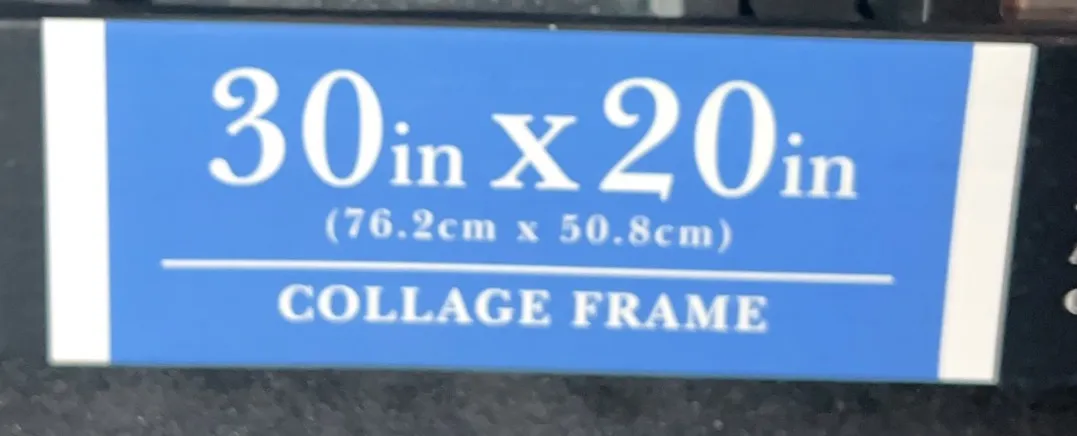 30in x 20in
(76.2cm x 50.8cm)
COLLAGE FRAME